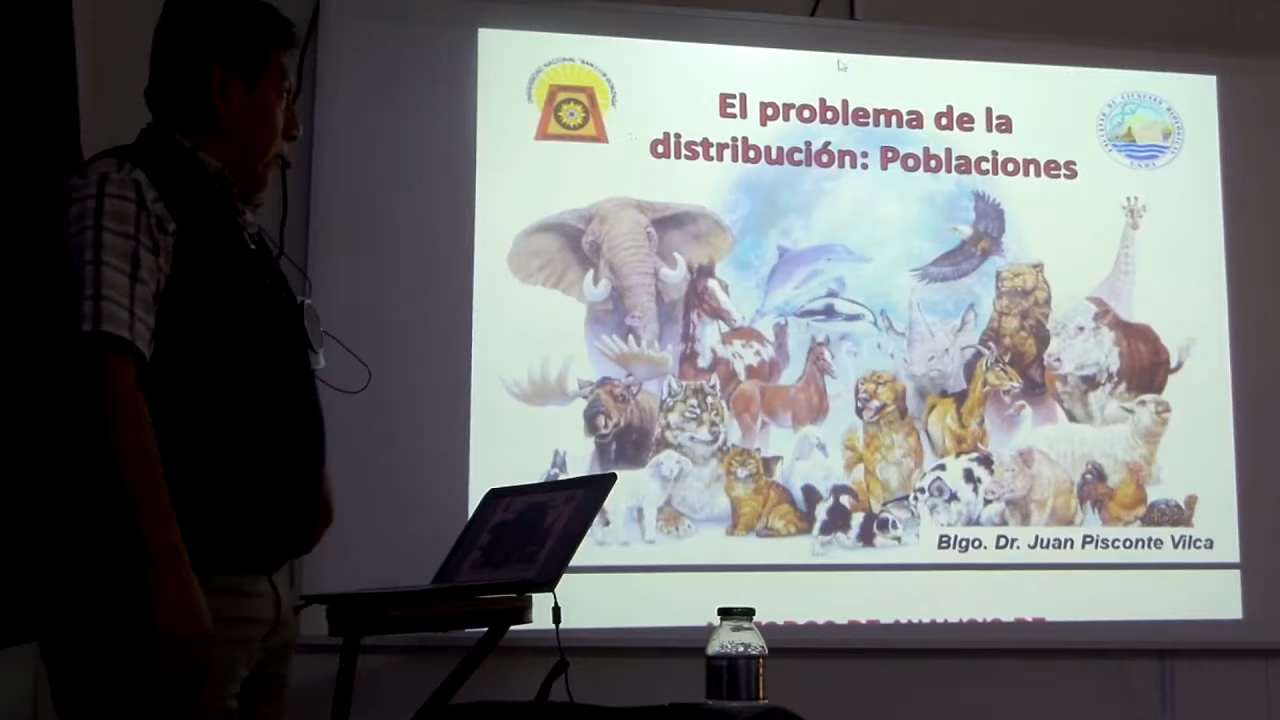 El problema de la
distribución: Poblaciones
Blgo. Dr. Juan Pisconte Vilca